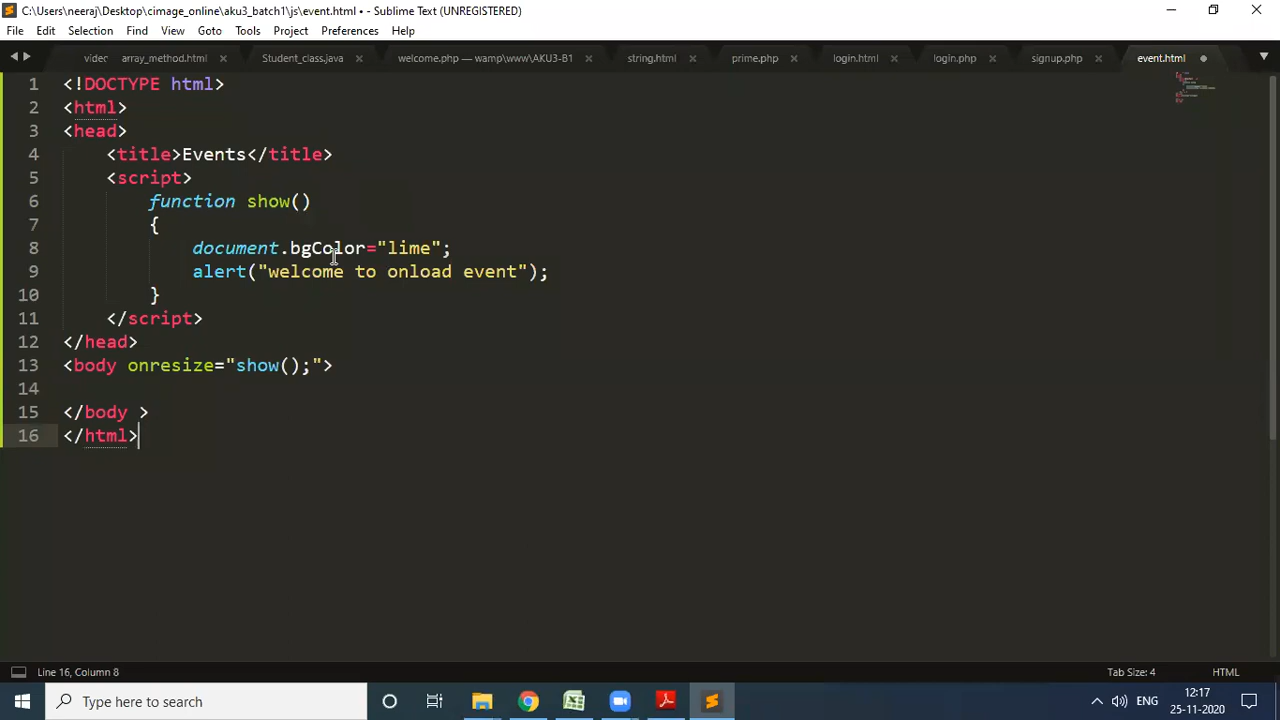 C:\Users\neeraj\Desktop\cimage_online\aku3_batch1\js\event.html • - Sublime Text (UNREGISTERED)
File Edit Selection Find View Goto Tools Project Preferences Help
video array_method.html Student_class.java welcome.php — wamp\www\AKU3-B1 string.html prime.php login.html login.php signup.php event.html
1 <!DOCTYPE html>
2 <html>
3 <head>
4 <title>Events</title>
5 <script>
6 function show()
7 {
8 document.bgColor="lime";
9 alert("welcome to onload event");
10 }
11 </script>
12 </head>
13 <body onresize="show();">
14
15 </body >
16 </html>
Line 16, Column 8 Tab Size: 4 HTML
Type here to search ENG 12:17
25-11-2020